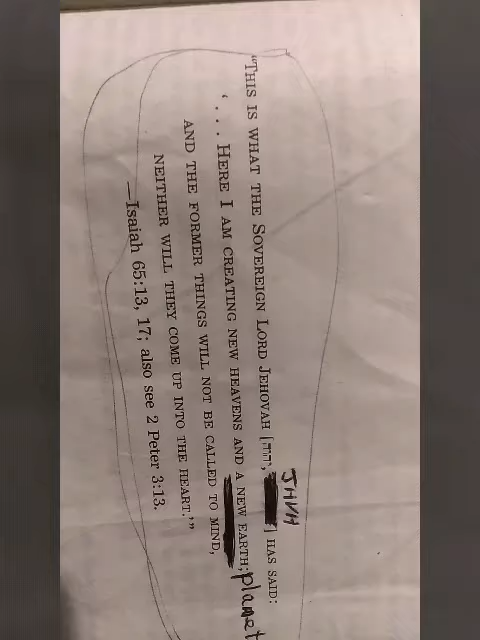 JHVH
“THIS IS WHAT THE SOVEREIGN LORD JEHOVAH [יהוה, ] HAS SAID:
‘. . . HERE I AM CREATING NEW HEAVENS AND A NEW EARTH; planet
AND THE FORMER THINGS WILL NOT BE CALLED TO MIND,
NEITHER WILL THEY COME UP INTO THE HEART.’”
—Isaiah 65:13, 17; also see 2 Peter 3:13.